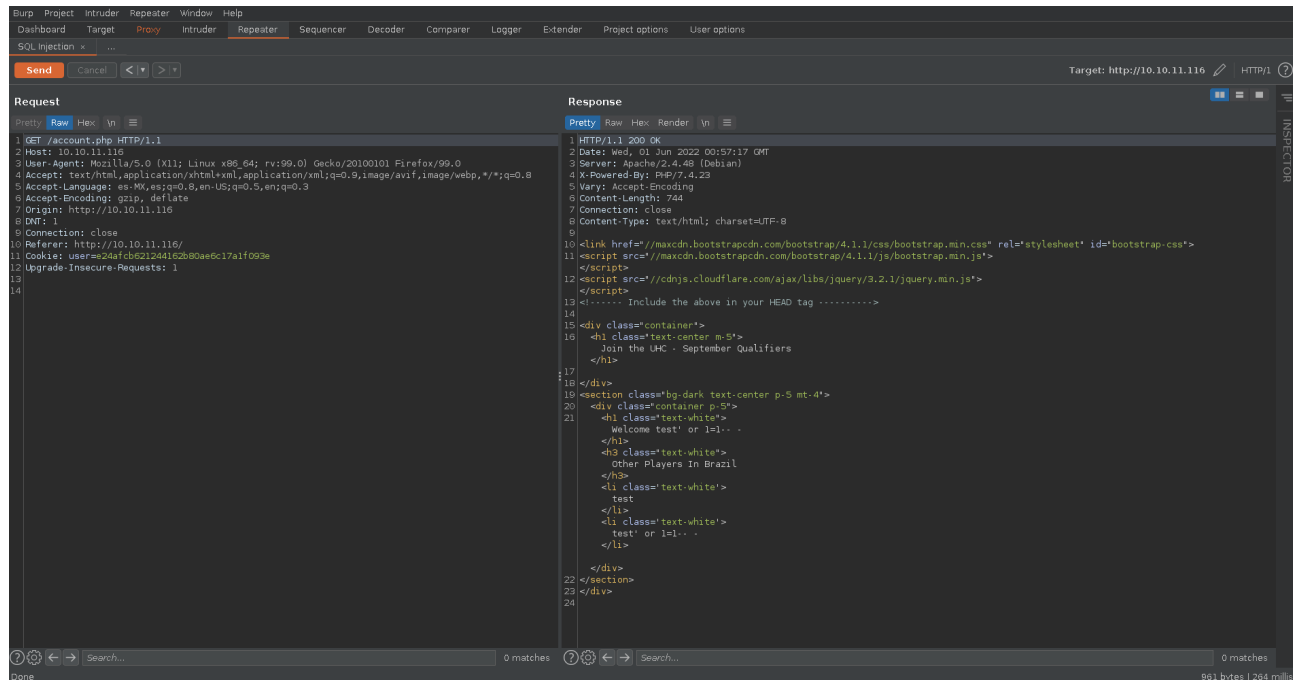 Burp Project Intruder Repeater Window Help
Dashboard Target Proxy Intruder Repeater Sequencer Decoder Comparer Logger Extender Project options User options
SQL Injection × ...
Send Cancel < > Target: http://10.10.11.116 HTTP/1 ?
Request
Pretty Raw Hex \n
1 GET /account.php HTTP/1.1
2 Host: 10.10.11.116
3 User-Agent: Mozilla/5.0 (X11; Linux x86_64; rv:99.0) Gecko/20100101 Firefox/99.0
4 Accept: text/html,application/xhtml+xml,application/xml;q=0.9,image/avif,image/webp,*/*;q=0.8
5 Accept-Language: es-MX,es;q=0.8,en-US;q=0.5,en;q=0.3
6 Accept-Encoding: gzip, deflate
7 Origin: http://10.10.11.116
8 DNT: 1
9 Connection: close
10 Referer: http://10.10.11.116/
11 Cookie: user=e24afcb621244162b80ae6c17a1f093e
12 Upgrade-Insecure-Requests: 1
13
14
? Search... 0 matches
Response
Pretty Raw Hex Render \n
1 HTTP/1.1 200 OK
2 Date: Wed, 01 Jun 2022 00:57:17 GMT
3 Server: Apache/2.4.48 (Debian)
4 X-Powered-By: PHP/7.4.23
5 Vary: Accept-Encoding
6 Content-Length: 744
7 Connection: close
8 Content-Type: text/html; charset=UTF-8
9
10 <link href="//maxcdn.bootstrapcdn.com/bootstrap/4.1.1/css/bootstrap.min.css" rel="stylesheet" id="bootstrap-css">
11 <script src="//maxcdn.bootstrapcdn.com/bootstrap/4.1.1/js/bootstrap.min.js">
</script>
12 <script src="//cdnjs.cloudflare.com/ajax/libs/jquery/3.2.1/jquery.min.js">
</script>
13 <!------ Include the above in your HEAD tag ---------->
14
15 <div class="container">
16 <h1 class="text-center m-5">
Join the UHC - September Qualifiers
</h1>
17
18 </div>
19 <section class="bg-dark text-center p-5 mt-4">
20 <div class="container p-5">
21 <h1 class="text-white">
Welcome test' or 1=1-- -
</h1>
<h3 class="text-white">
Other Players In Brazil
</h3>
<li class='text-white'>
test
</li>
<li class='text-white'>
test' or 1=1-- -
</li>
</div>
22 </section>
23 </div>
24
? Search... 0 matches
INSPECTOR
Done 961 bytes | 264 millis